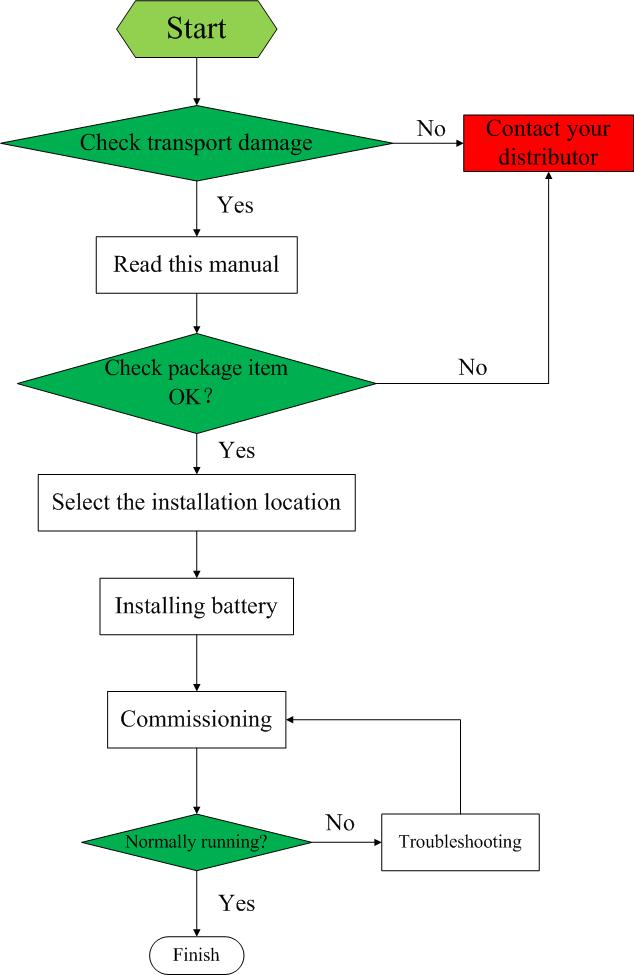 Start
Check transport damage
No
Contact your
distributor
Yes
Read this manual
Check package item
OK?
No
Yes
Select the installation location
Installing battery
Commissioning
Normally running?
No
Troubleshooting
Yes
Finish